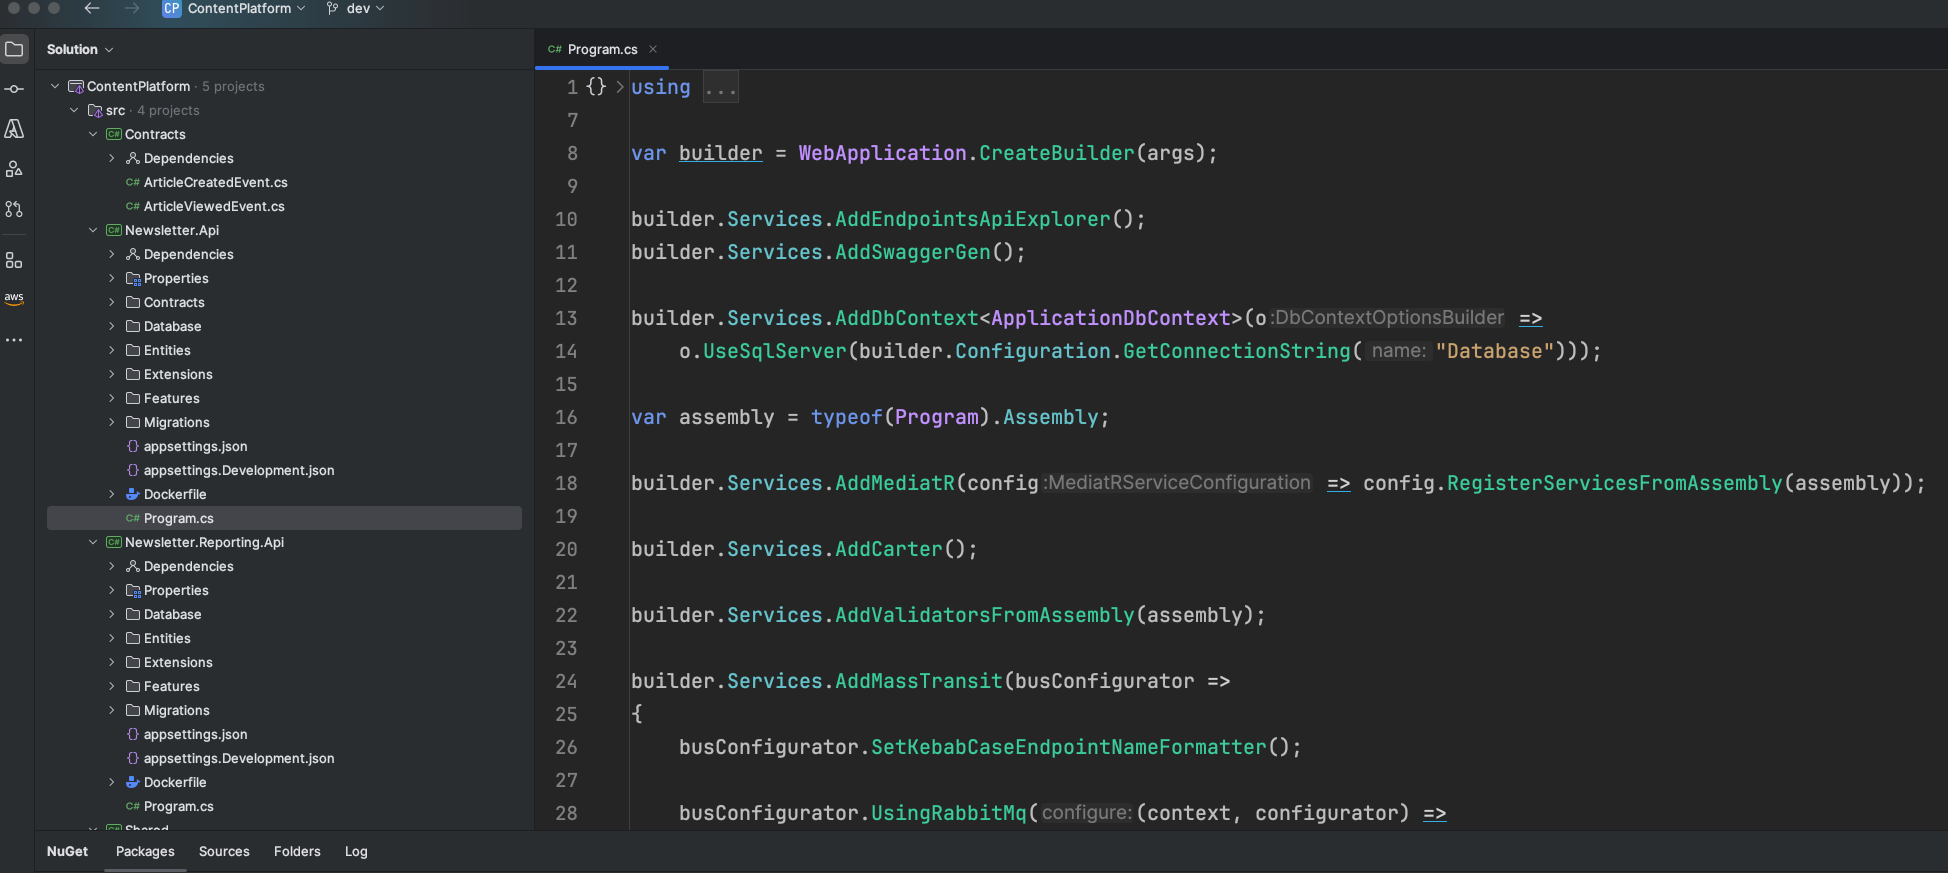 CP ContentPlatform dev
Solution
Program.cs
ContentPlatform · 5 projects
src · 4 projects
C# Contracts
Dependencies
C# ArticleCreatedEvent.cs
C# ArticleViewedEvent.cs
C# Newsletter.Api
Dependencies
Properties
Contracts
Database
Entities
Extensions
Features
Migrations
{} appsettings.json
{} appsettings.Development.json
Dockerfile
C# Program.cs
C# Newsletter.Reporting.Api
Dependencies
Properties
Database
Entities
Extensions
Features
Migrations
{} appsettings.json
{} appsettings.Development.json
Dockerfile
C# Program.cs
C# Shared
aws
C# Program.cs
1 {} using ...
7
8 var builder = WebApplication.CreateBuilder(args);
9
10 builder.Services.AddEndpointsApiExplorer();
11 builder.Services.AddSwaggerGen();
12
13 builder.Services.AddDbContext<ApplicationDbContext>(o :DbContextOptionsBuilder =>
14 o.UseSqlServer(builder.Configuration.GetConnectionString( name: "Database")));
15
16 var assembly = typeof(Program).Assembly;
17
18 builder.Services.AddMediatR(config :MediatRServiceConfiguration => config.RegisterServicesFromAssembly(assembly));
19
20 builder.Services.AddCarter();
21
22 builder.Services.AddValidatorsFromAssembly(assembly);
23
24 builder.Services.AddMassTransit(busConfigurator =>
25 {
26 busConfigurator.SetKebabCaseEndpointNameFormatter();
27
28 busConfigurator.UsingRabbitMq( configure: (context, configurator) =>
NuGet Packages Sources Folders Log